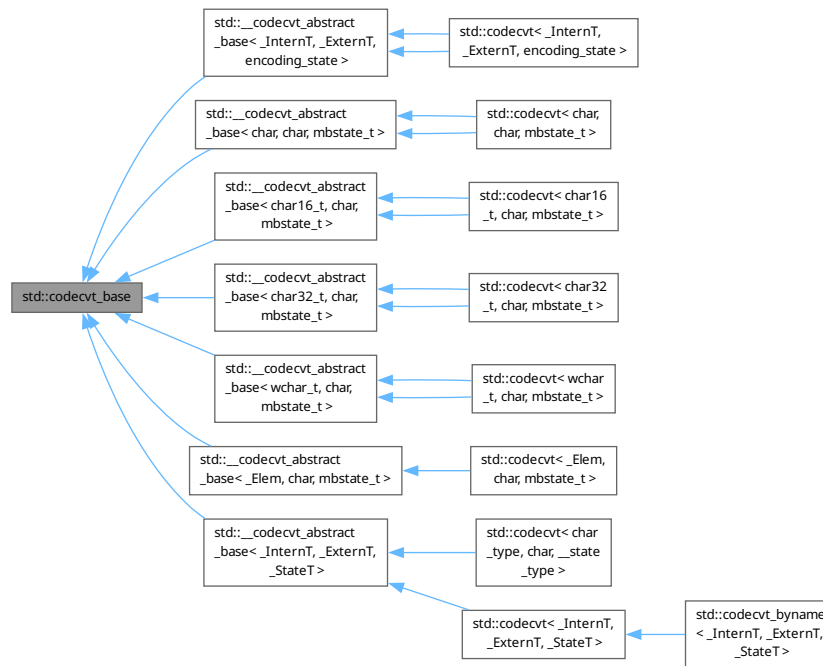 std::__codecvt_abstract
_base< _InternT, _ExternT,
encoding_state >
std::codecvt< _InternT,
_ExternT, encoding_state >
std::__codecvt_abstract
_base< char, char, mbstate_t >
std::codecvt< char,
char, mbstate_t >
std::__codecvt_abstract
_base< char16_t, char,
mbstate_t >
std::codecvt< char16
_t, char, mbstate_t >
std::codecvt_base
std::__codecvt_abstract
_base< char32_t, char,
mbstate_t >
std::codecvt< char32
_t, char, mbstate_t >
std::__codecvt_abstract
_base< wchar_t, char,
mbstate_t >
std::codecvt< wchar
_t, char, mbstate_t >
std::__codecvt_abstract
_base< _Elem, char, mbstate_t >
std::codecvt< _Elem,
char, mbstate_t >
std::__codecvt_abstract
_base< _InternT, _ExternT,
_StateT >
std::codecvt< char
_type, char, __state
_type >
std::codecvt< _InternT,
_ExternT, _StateT >
std::codecvt_byname
< _InternT, _ExternT,
_StateT >